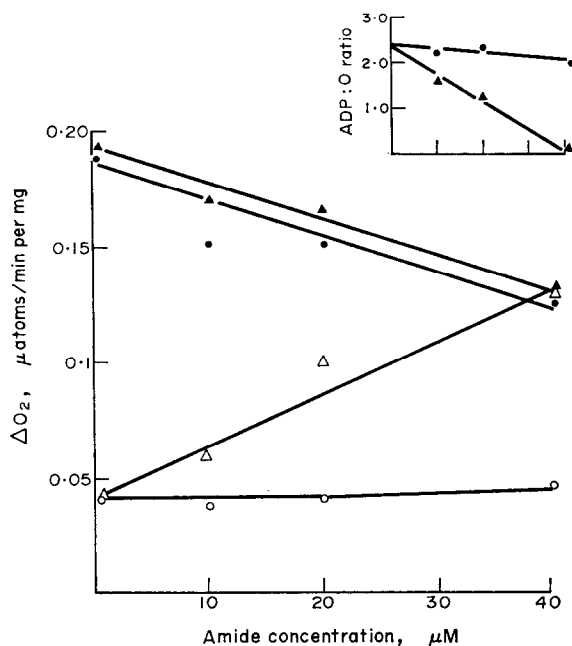 3·0
2·0
1·0
ADP:O ratio
0·20
0·15
0·1
0·05
ΔO₂, μatoms/min per mg
10 20 30 40
Amide concentration, μM